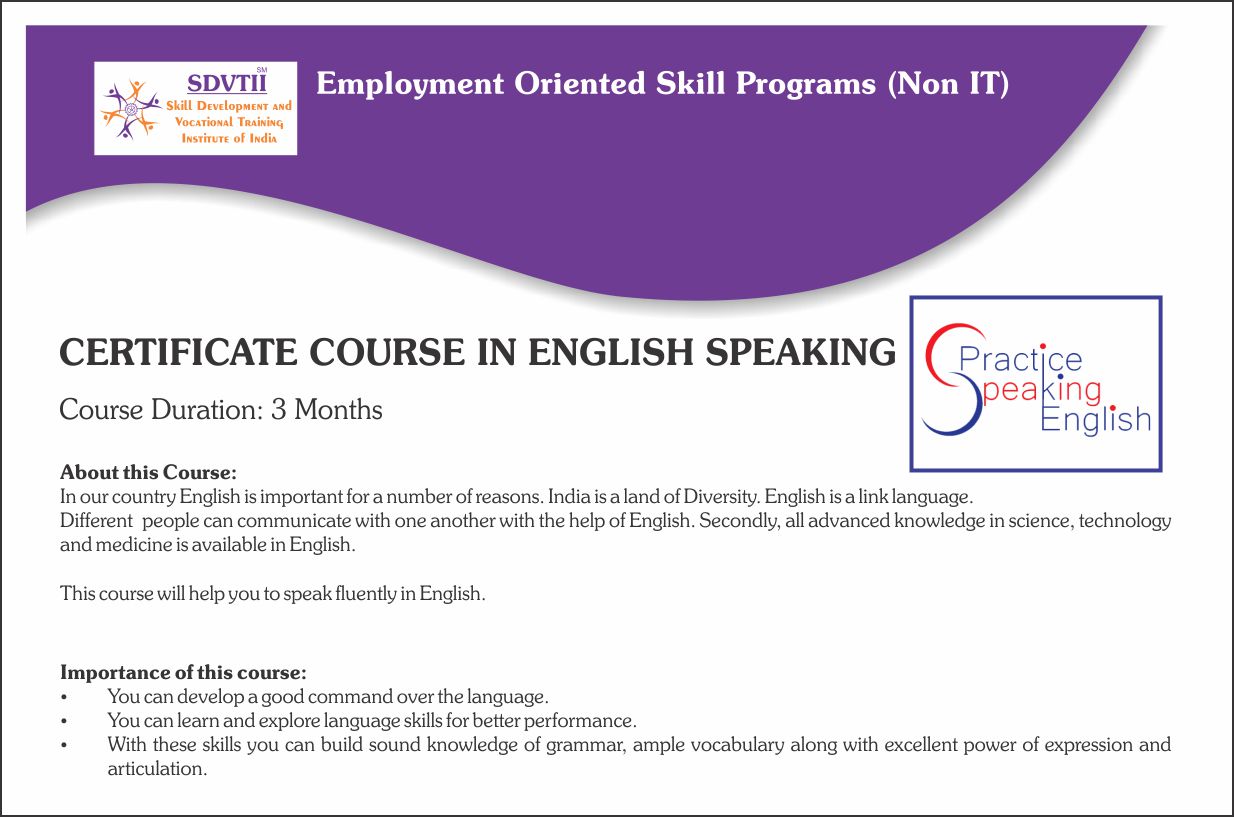 SDVTII SM
Skill Development and
Vocational Training
Institute of India
Employment Oriented Skill Programs (Non IT)
CERTIFICATE COURSE IN ENGLISH SPEAKING
Course Duration: 3 Months
Practice
Speaking
English
About this Course:
In our country English is important for a number of reasons. India is a land of Diversity. English is a link language.
Different people can communicate with one another with the help of English. Secondly, all advanced knowledge in science, technology
and medicine is available in English.
This course will help you to speak fluently in English.
Importance of this course:
• You can develop a good command over the language.
• You can learn and explore language skills for better performance.
• With these skills you can build sound knowledge of grammar, ample vocabulary along with excellent power of expression and
articulation.